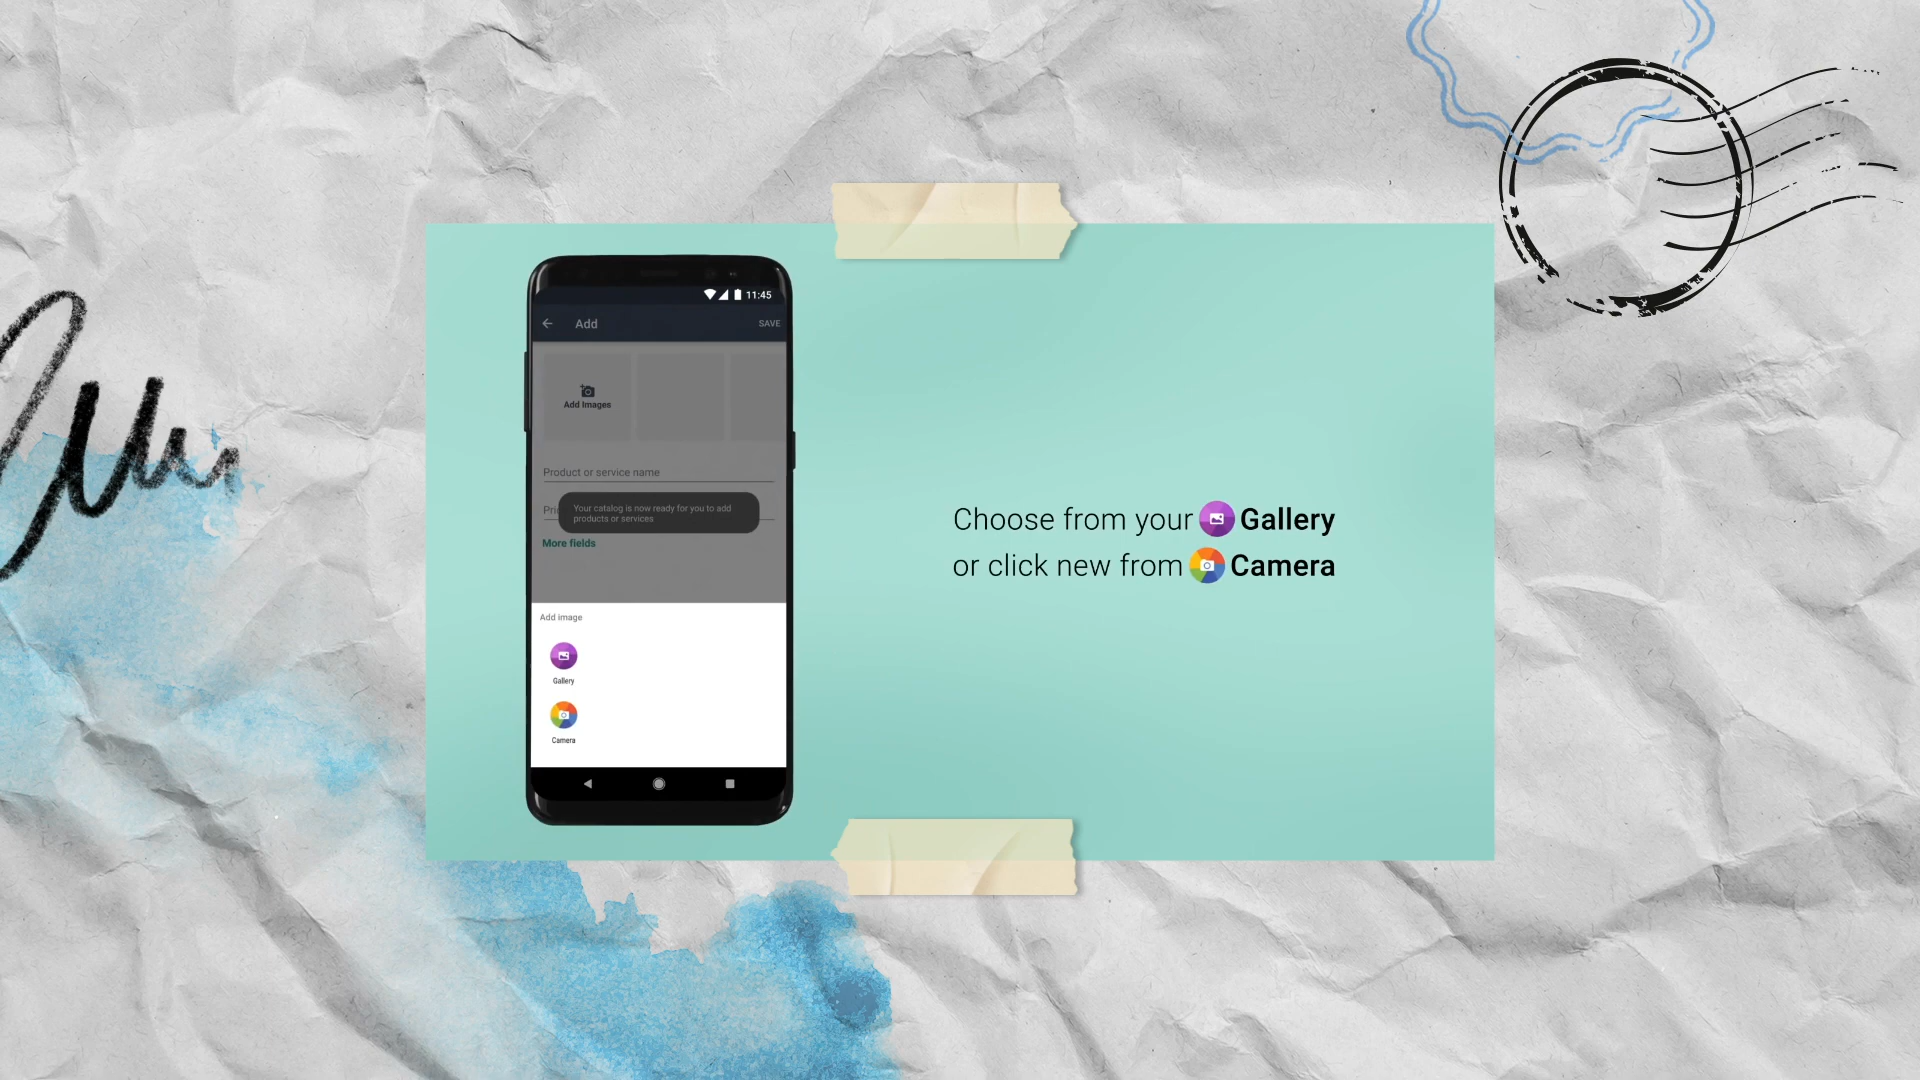 11:45
Add
SAVE
Add Images
Product or service name
Your catalog is now ready for you to add
products or services
More fields
Add image
Gallery
Camera
Choose from your Gallery
or click new from Camera